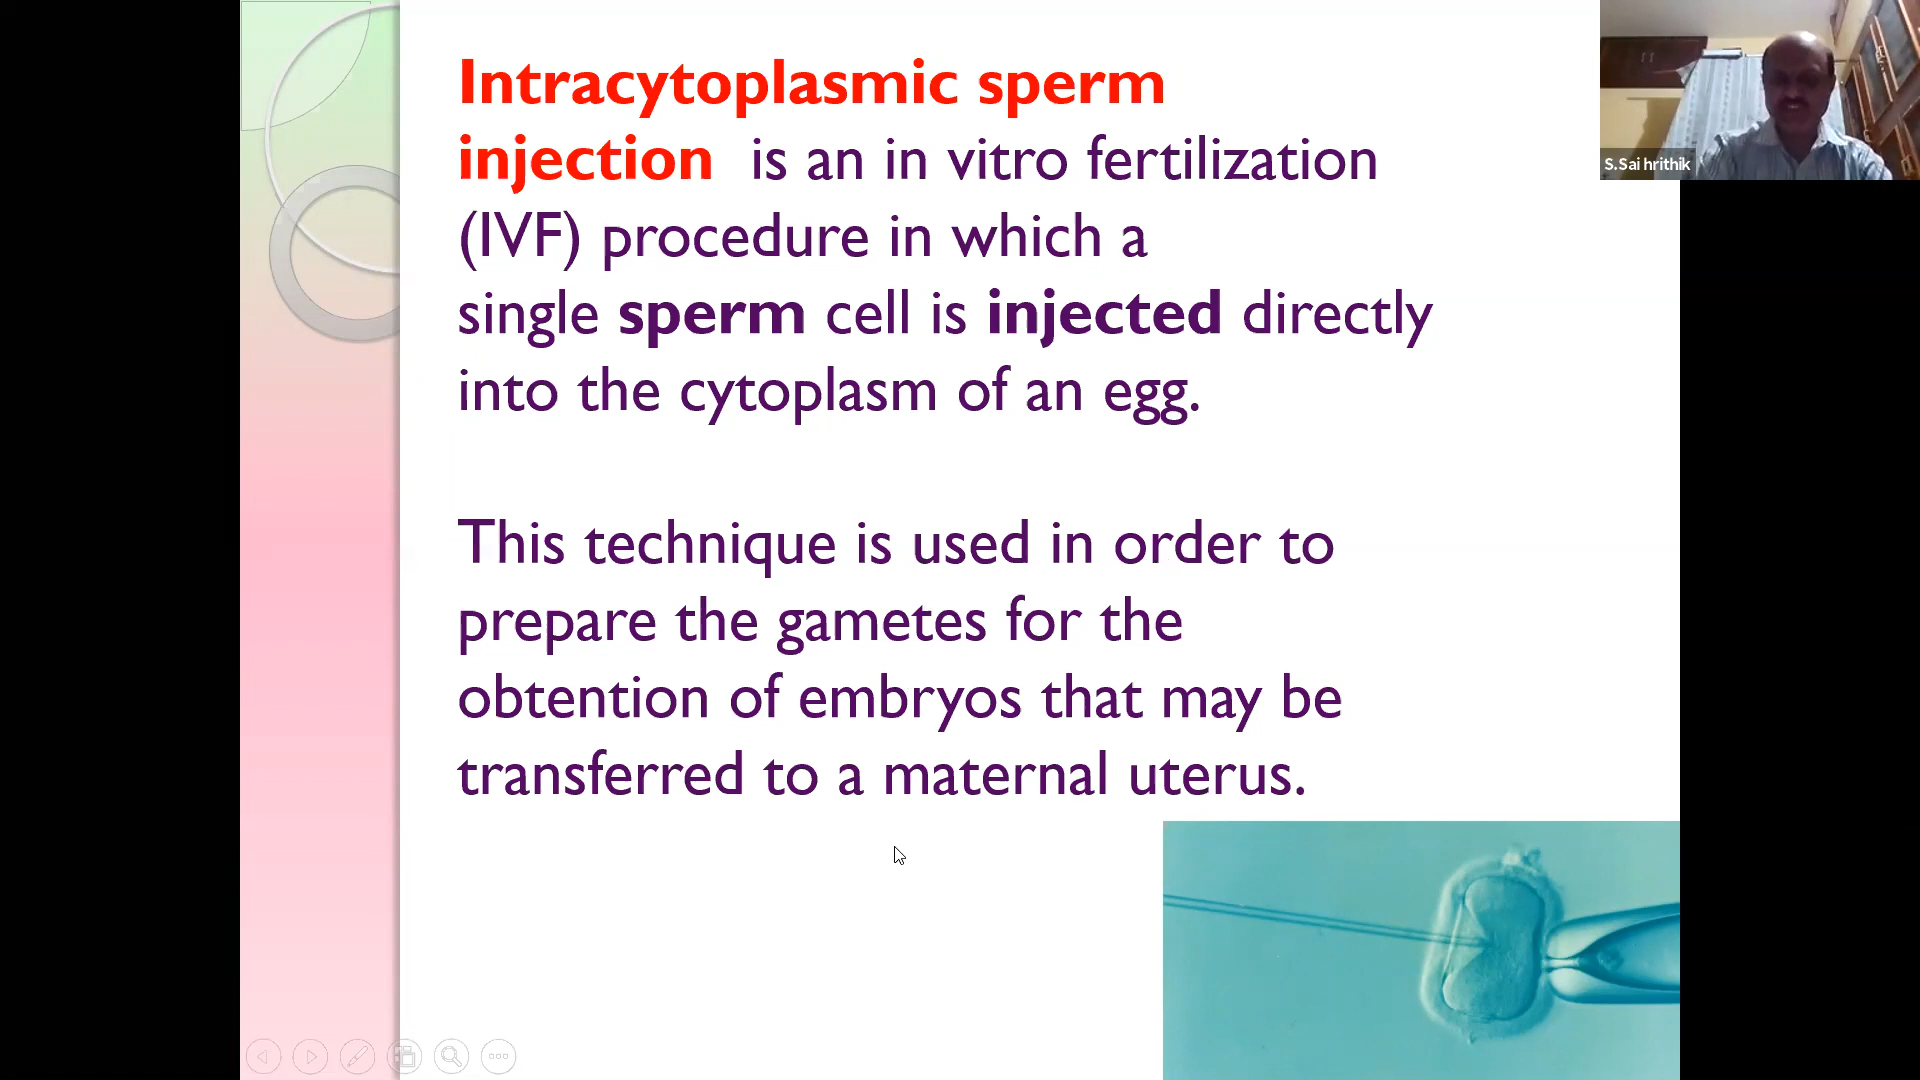 Intracytoplasmic sperm
injection is an in vitro fertilization
(IVF) procedure in which a
single sperm cell is injected directly
into the cytoplasm of an egg.
This technique is used in order to
prepare the gametes for the
obtention of embryos that may be
transferred to a maternal uterus.
S.Sai hrithik